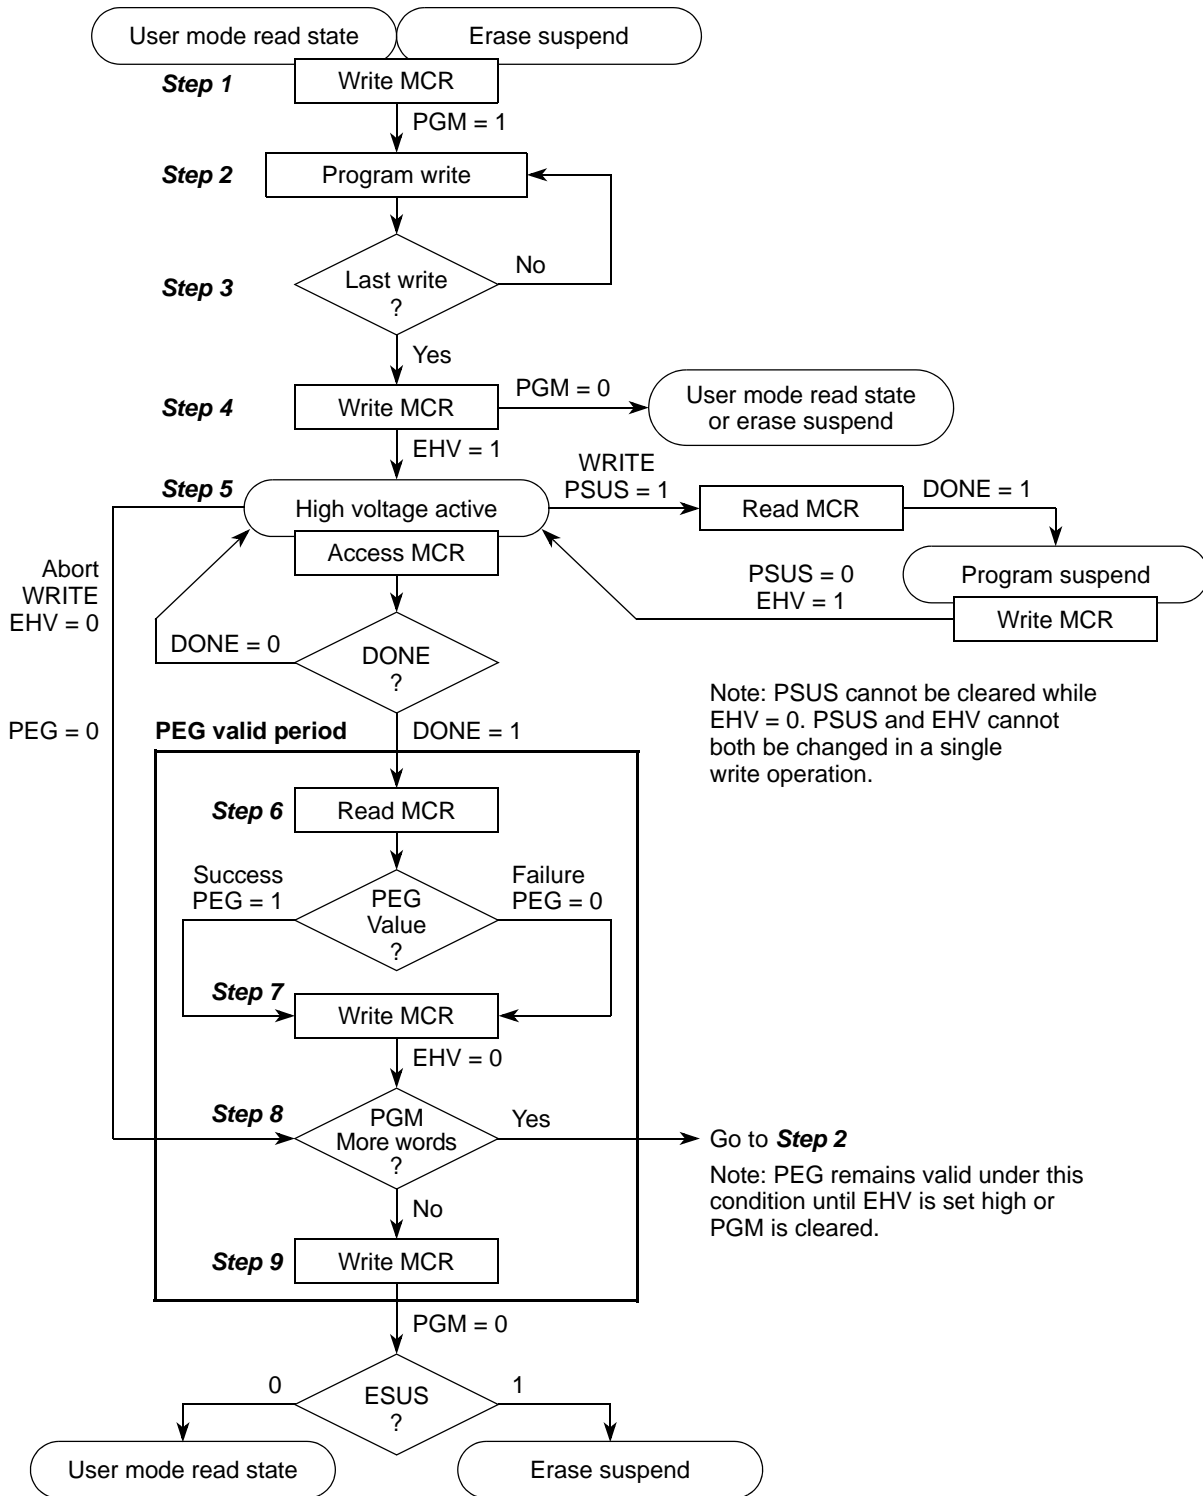 User mode read state
Erase suspend
Step 1
Write MCR
PGM = 1
Step 2
Program write
Step 3
Last write
?
No
Yes
Step 4
Write MCR
PGM = 0
User mode read state
or erase suspend
EHV = 1
Step 5
High voltage active
WRITE
PSUS = 1
Read MCR
DONE = 1
Access MCR
Program suspend
PSUS = 0
EHV = 1
Write MCR
Abort
WRITE
EHV = 0
DONE = 0
DONE
?
Note: PSUS cannot be cleared while
EHV = 0. PSUS and EHV cannot
both be changed in a single
write operation.
PEG = 0
PEG valid period
DONE = 1
Step 6
Read MCR
Success
PEG = 1
PEG
Value
?
Failure
PEG = 0
Step 7
Write MCR
EHV = 0
Step 8
PGM
More words
?
Yes
Go to Step 2
Note: PEG remains valid under this
condition until EHV is set high or
PGM is cleared.
No
Step 9
Write MCR
PGM = 0
0
ESUS
?
1
User mode read state
Erase suspend